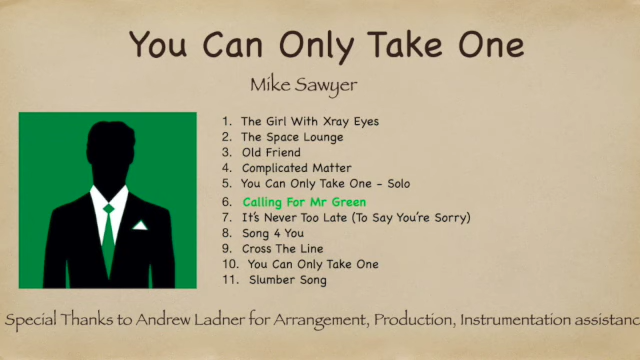 You Can Only Take One
Mike Sawyer
1. The Girl With Xray Eyes
2. The Space Lounge
3. Old Friend
4. Complicated Matter
5. You Can Only Take One - Solo
6. Calling For Mr Green
7. It's Never Too Late (To Say You're Sorry)
8. Song 4 You
9. Cross The Line
10. You Can Only Take One
11. Slumber Song
Special Thanks to Andrew Ladner for Arrangement, Production, Instrumentation assistanc